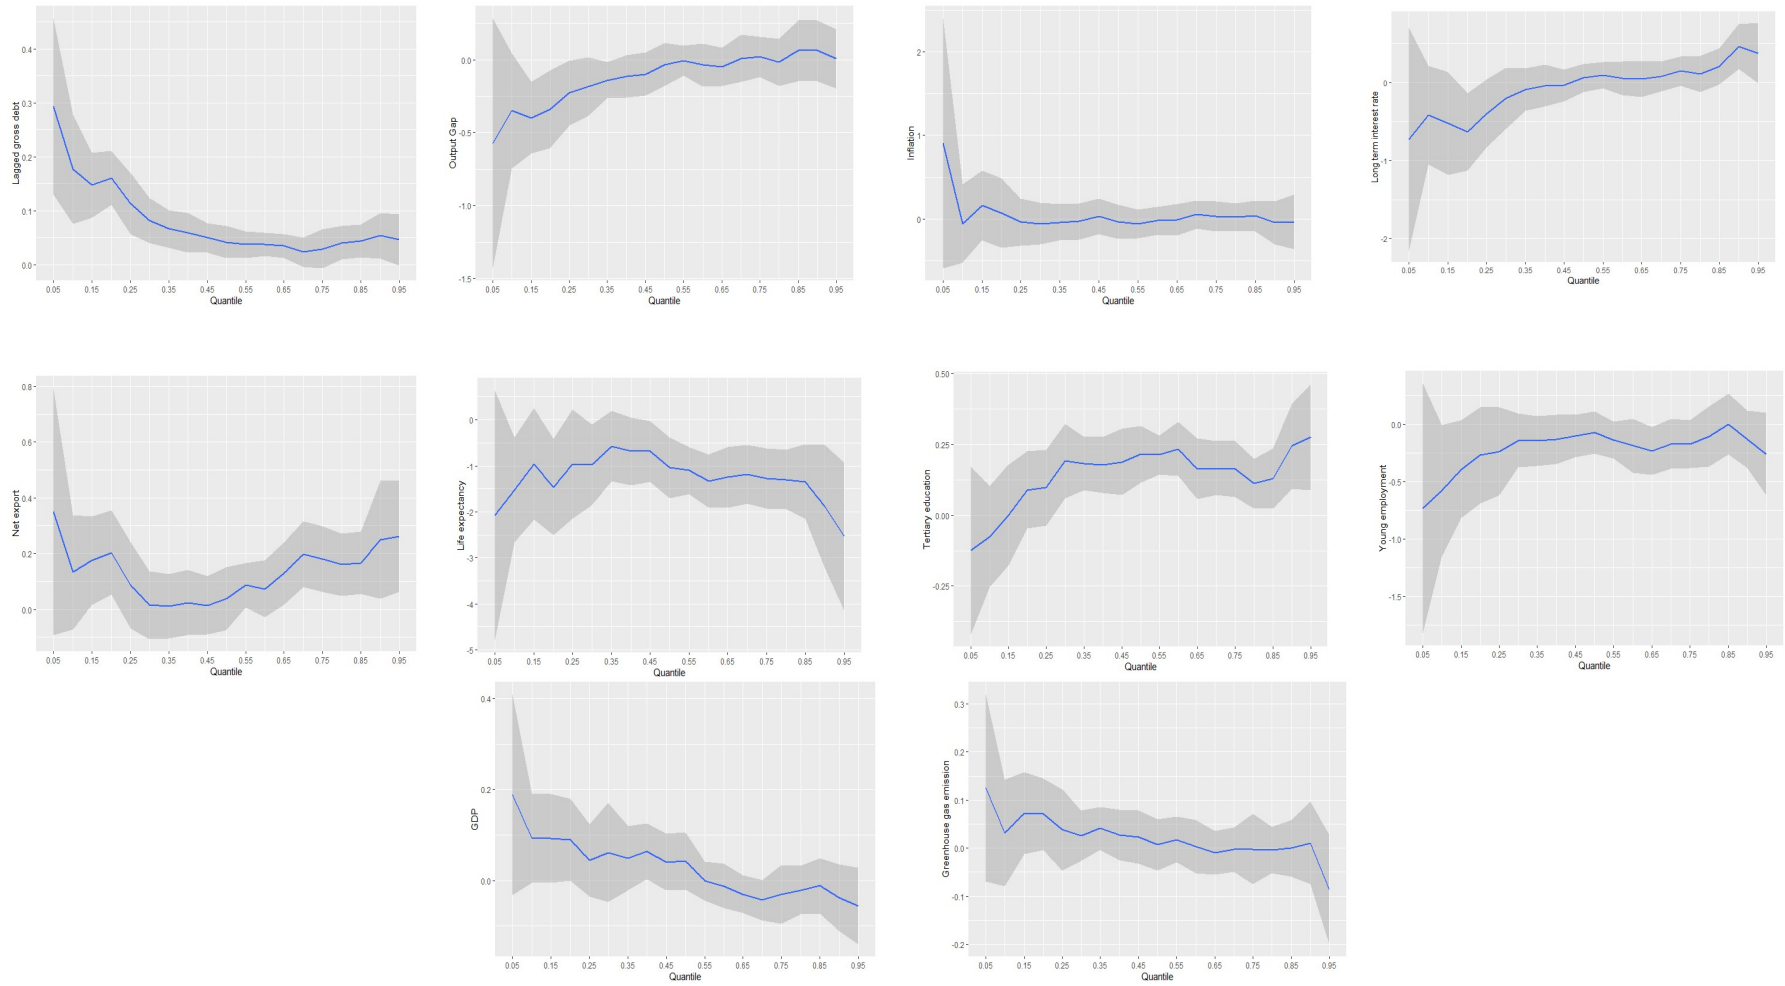 Lagged gross debt
0.4
0.3
0.2
0.1
0.0
0.05 0.15 0.25 0.35 0.45 0.55 0.65 0.75 0.85 0.95
Quantile
Output Gap
0.0
-0.5
-1.0
-1.5
0.05 0.15 0.25 0.35 0.45 0.55 0.65 0.75 0.85 0.95
Quantile
Inflation
2
1
0
0.05 0.15 0.25 0.35 0.45 0.55 0.65 0.75 0.85 0.95
Quantile
Long term interest rate
0
-1
-2
0.05 0.15 0.25 0.35 0.45 0.55 0.65 0.75 0.85 0.95
Quantile
Net export
0.8
0.6
0.4
0.2
0.0
0.05 0.15 0.25 0.35 0.45 0.55 0.65 0.75 0.85 0.95
Quantile
Life expectancy
0
-1
-2
-3
-4
-5
0.05 0.15 0.25 0.35 0.45 0.55 0.65 0.75 0.85 0.95
Quantile
Tertiary education
0.50
0.25
0.00
-0.25
0.05 0.15 0.25 0.35 0.45 0.55 0.65 0.75 0.85 0.95
Quantile
Young employment
0.0
-0.5
-1.0
-1.5
0.05 0.15 0.25 0.35 0.45 0.55 0.65 0.75 0.85 0.95
Quantile
GDP
0.4
0.2
0.0
0.05 0.15 0.25 0.35 0.45 0.55 0.65 0.75 0.85 0.95
Quantile
Greenhouse gas emission
0.3
0.2
0.1
0.0
-0.1
-0.2
0.05 0.15 0.25 0.35 0.45 0.55 0.65 0.75 0.85 0.95
Quantile